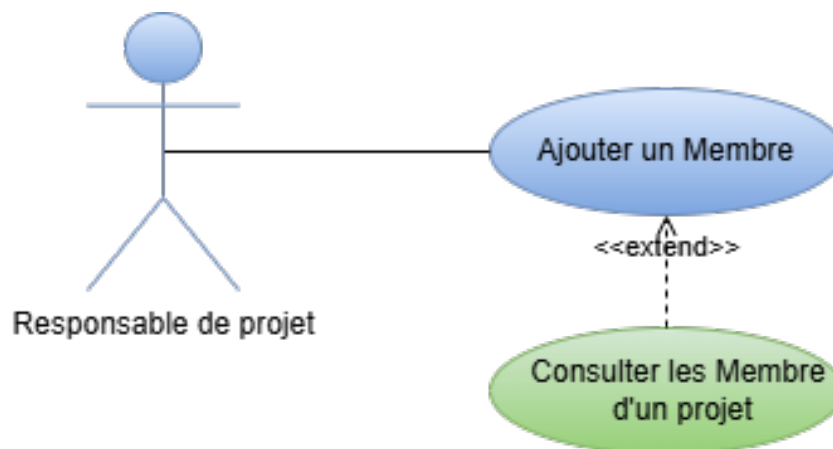 Ajouter un Membre
<<extend>>
Responsable de projet
Consulter les Membre
d'un projet